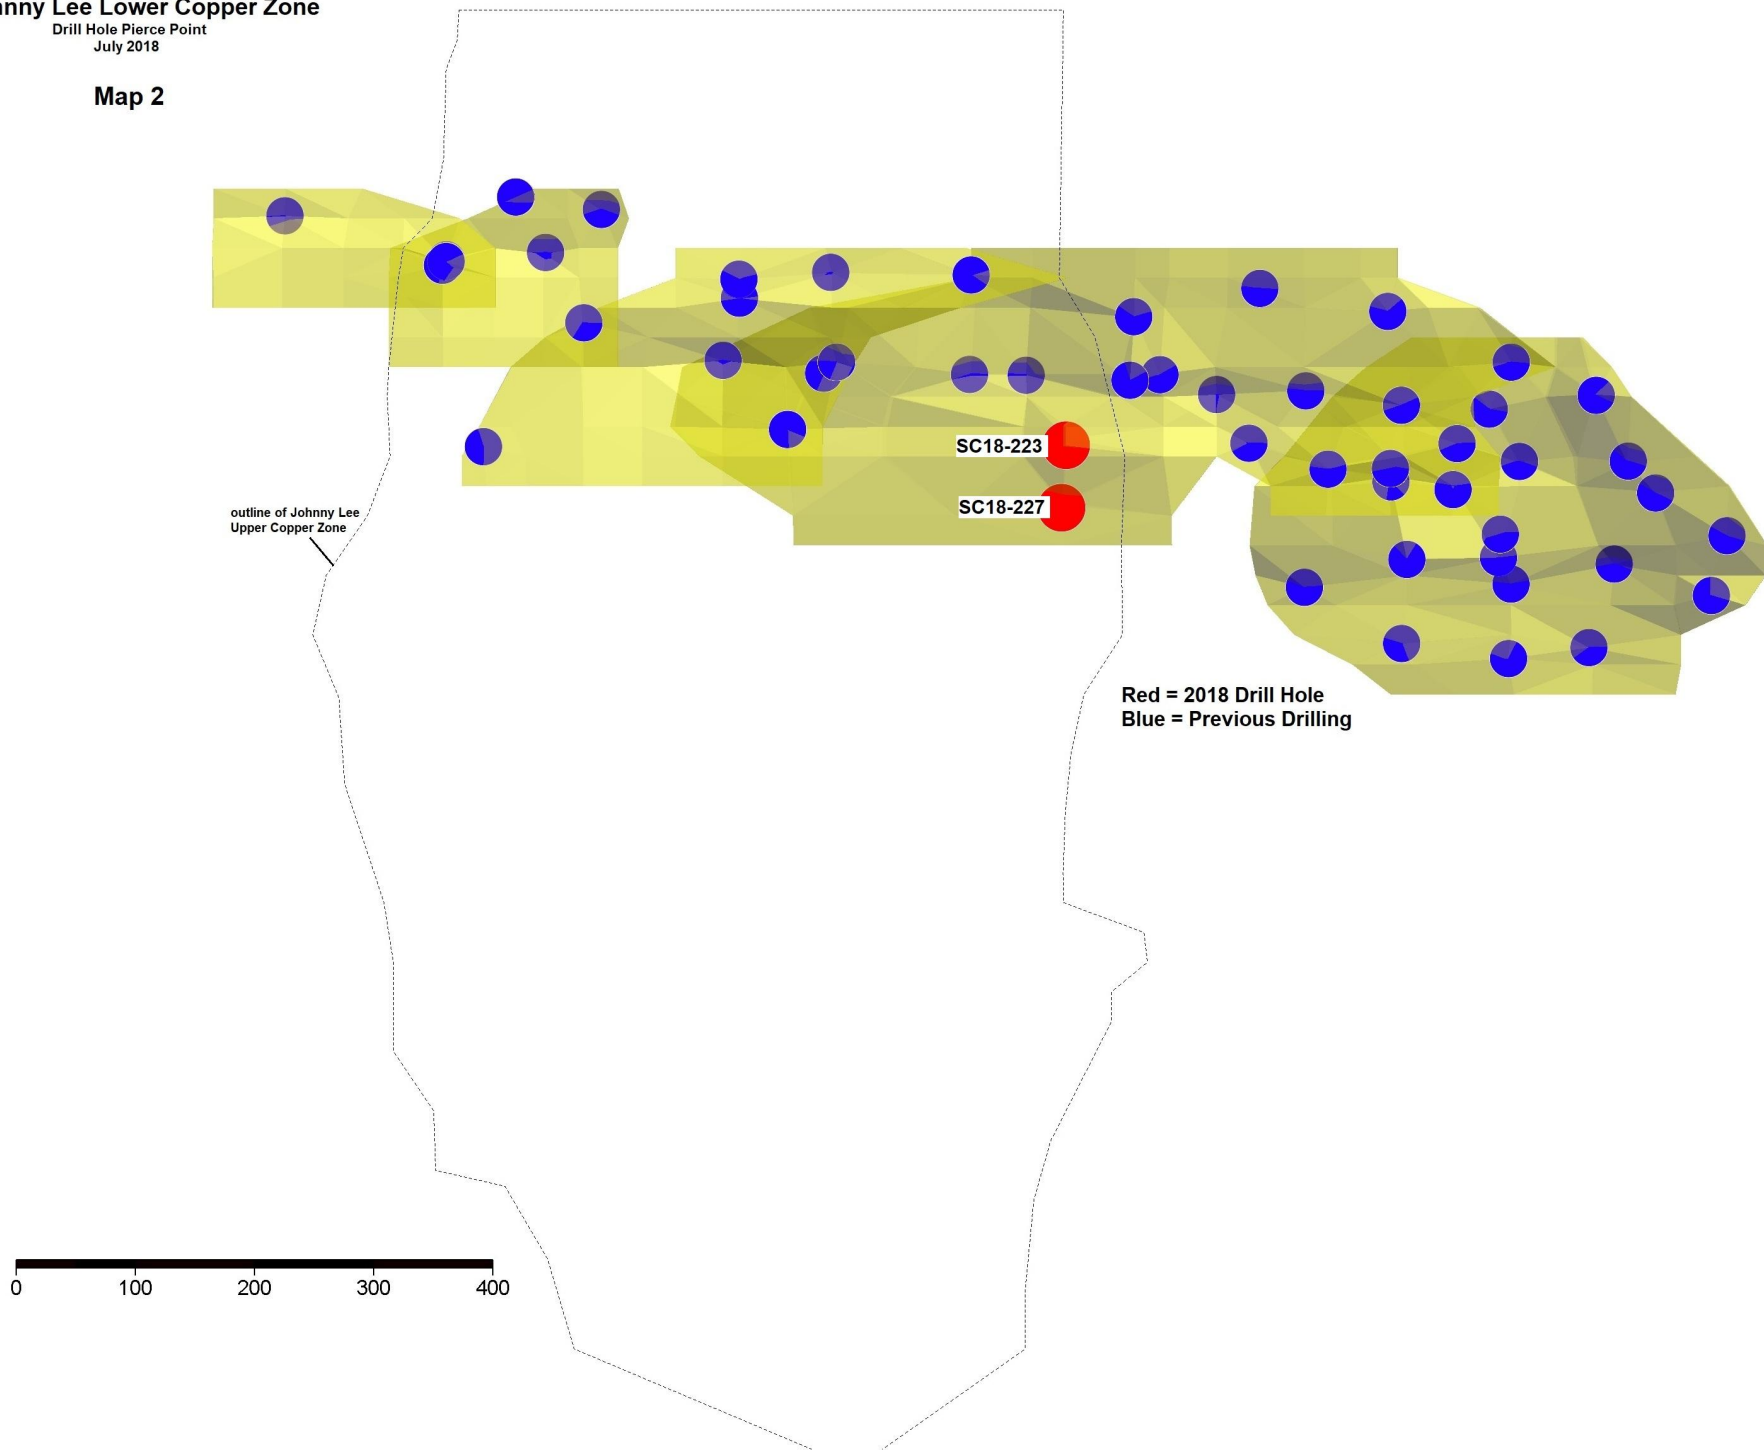 nny Lee Lower Copper Zone
Drill Hole Pierce Point
July 2018
Map 2
SC18-223
SC18-227
outline of Johnny Lee
Upper Copper Zone
Red = 2018 Drill Hole
Blue = Previous Drilling
0 100 200 300 400